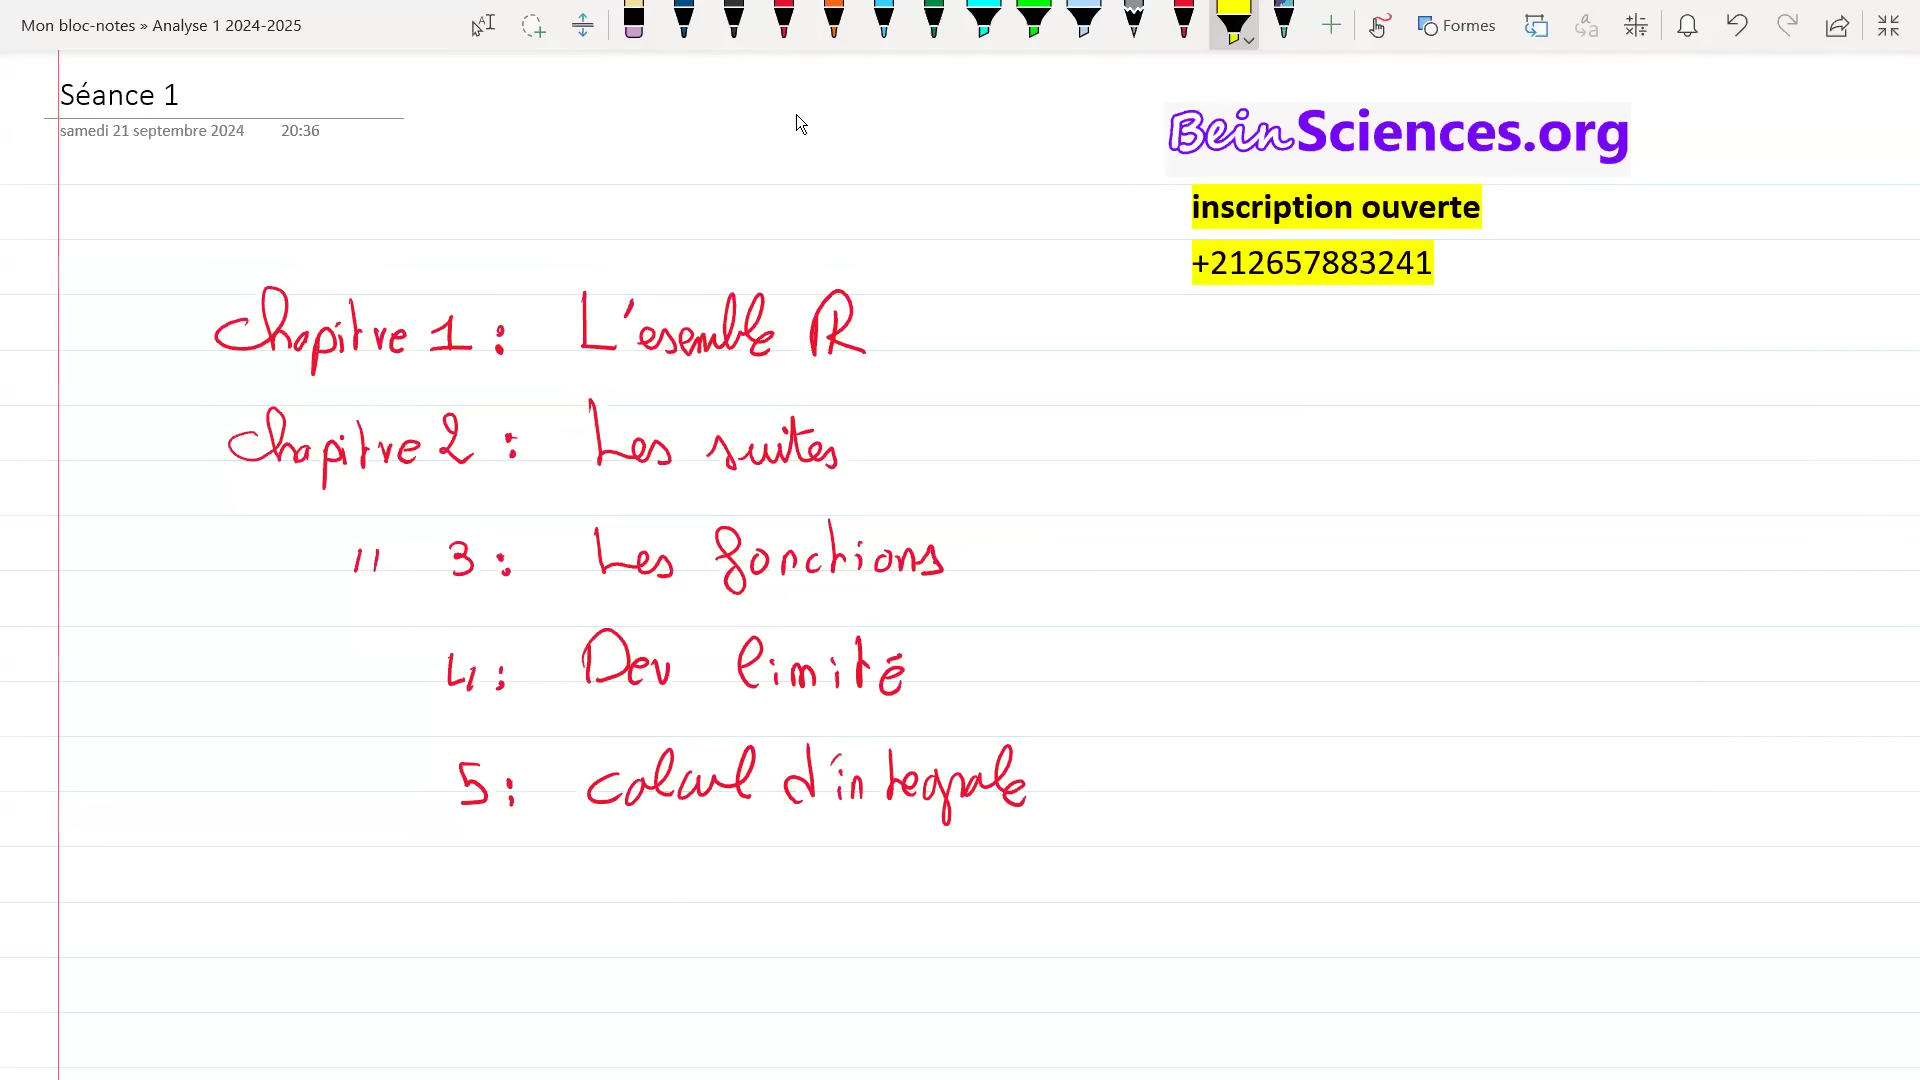 Mon bloc-notes » Analyse 1 2024-2025
Formes
Séance 1
samedi 21 septembre 2024 20:36
BeinSciences.org
inscription ouverte
+212657883241
Chapitre 1 : L'esemble ℝ
Chapitre 2 : Les suites
" 3 : Les fonctions
4 : Dev limité
5 : calcul d'integrale